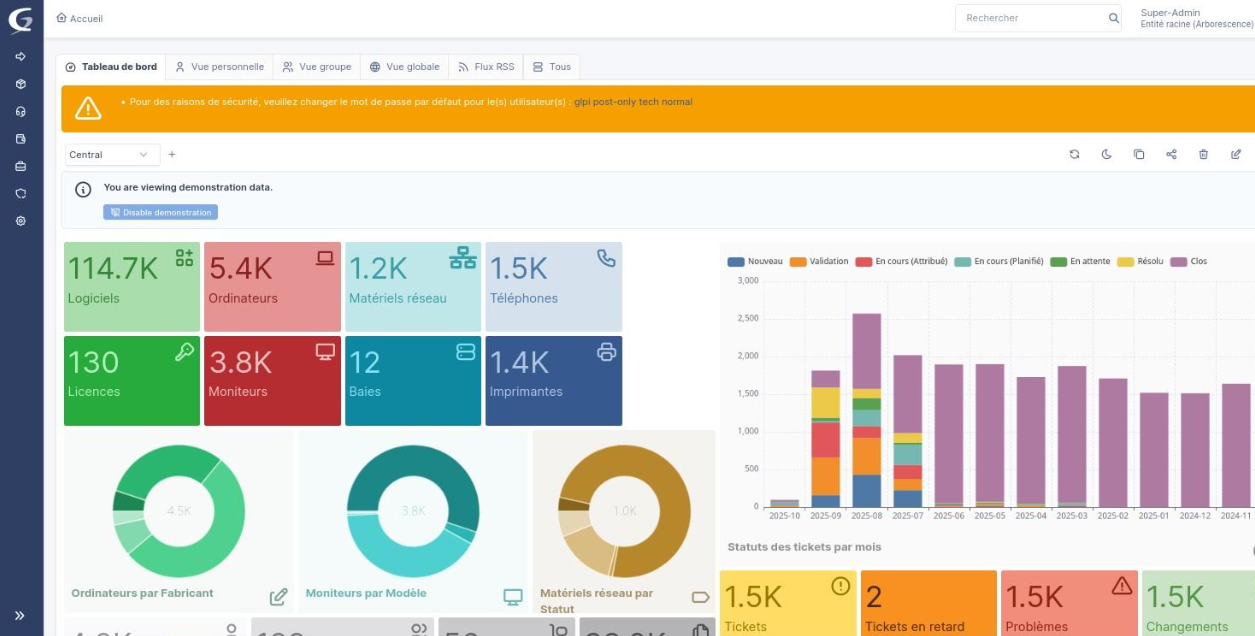 Accueil
Rechercher
Super-Admin
Entité racine (Arborescence)
Tableau de bord
Vue personnelle
Vue groupe
Vue globale
Flux RSS
Tous
• Pour des raisons de sécurité, veuillez changer le mot de passe par défaut pour le(s) utilisateur(s) : glpi post-only tech normal
Central
You are viewing demonstration data.
Disable demonstration
114.7K
Logiciels
5.4K
Ordinateurs
1.2K
Matériels réseau
1.5K
Téléphones
130
Licences
3.8K
Moniteurs
12
Baies
1.4K
Imprimantes
4.5K
Ordinateurs par Fabricant
3.8K
Moniteurs par Modèle
1.0K
Matériels réseau par
Statut
Nouveau Validation En cours (Attribué) En cours (Planifié) En attente Résolu Clos
3,000
2,500
2,000
1,500
1,000
500
0
2025-10 2025-09 2025-08 2025-07 2025-06 2025-05 2025-04 2025-03 2025-02 2025-01 2024-12 2024-11
Statuts des tickets par mois
1.5K
Tickets
2
Tickets en retard
1.5K
Problèmes
1.5K
Changements